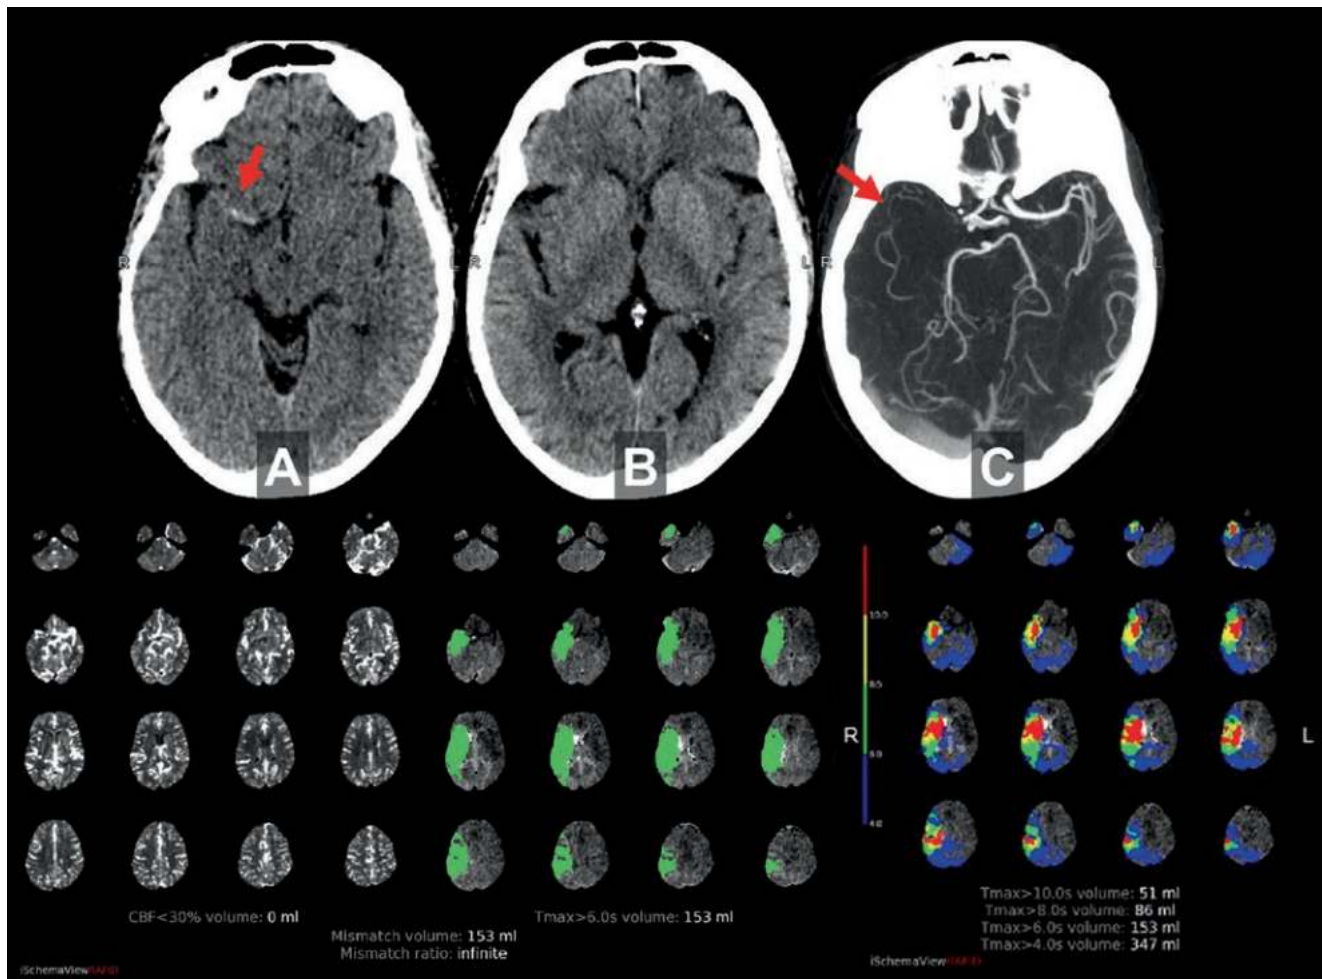 R
L
R
L
R
L
A
B
C
10.0
8.0
6.0
4.0
R
L
CBF<30% volume: 0 ml
Tmax>6.0s volume: 153 ml
Mismatch volume: 153 ml
Mismatch ratio: infinite
Tmax>10.0s volume: 51 ml
Tmax>8.0s volume: 86 ml
Tmax>6.0s volume: 153 ml
Tmax>4.0s volume: 347 ml
iSchemaViewRAPID
iSchemaViewRAPID